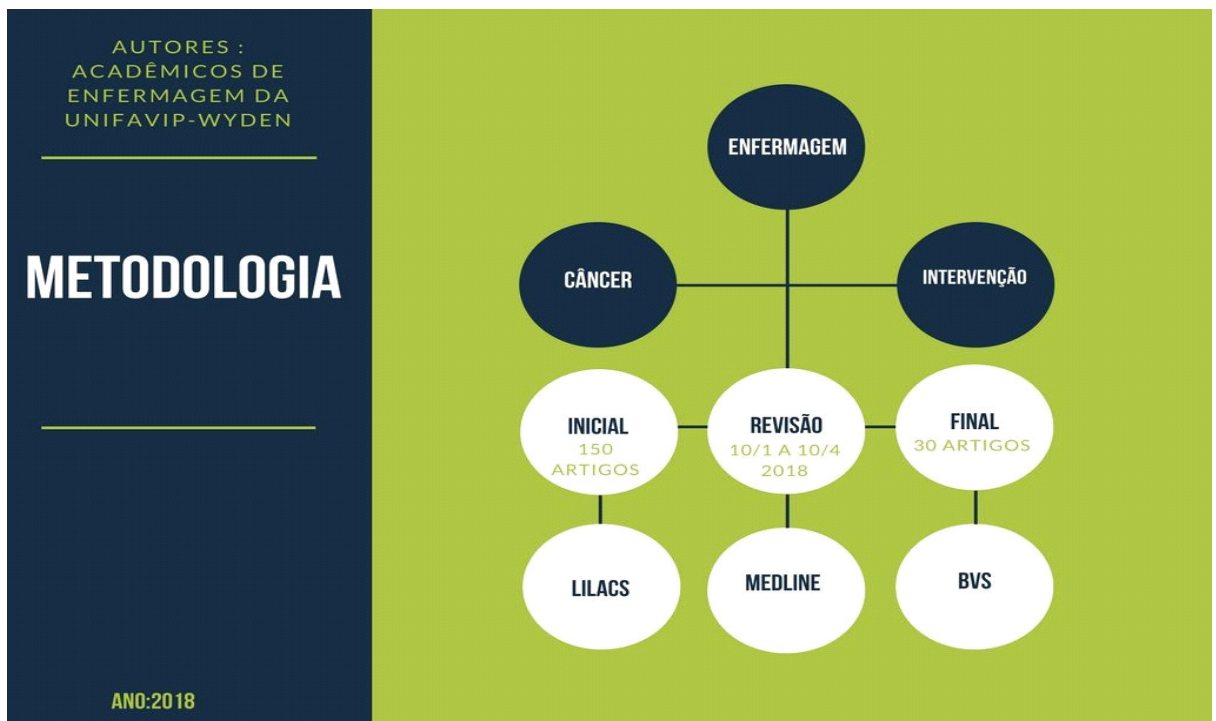 AUTORES :
ACADÊMICOS DE
ENFERMAGEM DA
UNIFAVIP-WYDEN
METODOLOGIA
ANO:2018
ENFERMAGEM
CÂNCER
INTERVENÇÃO
INICIAL
150
ARTIGOS
REVISÃO
10/1 A 10/4
2018
FINAL
30 ARTIGOS
LILACS
MEDLINE
BVS